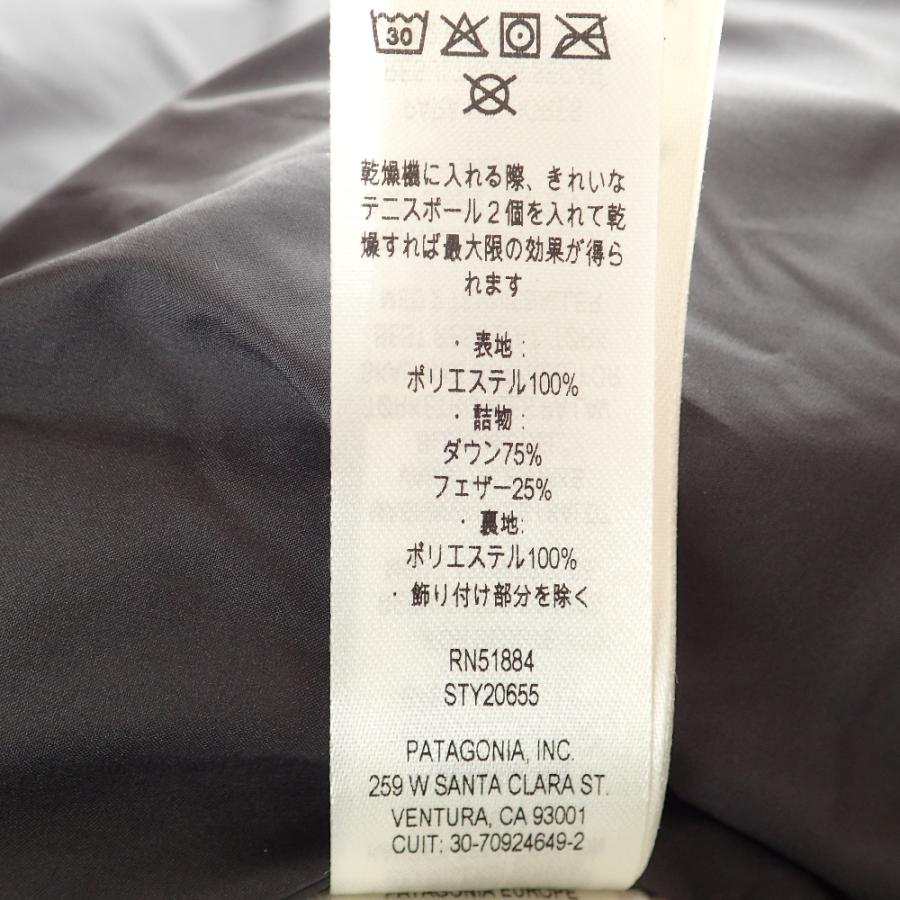 30
乾燥機に入れる際、きれいな
テニスボール２個を入れて乾
燥すれば最大限の効果が得ら
れます
・表地：
ポリエステル100%
・詰物：
ダウン75%
フェザー25%
・裏地:
ポリエステル100%
・飾り付け部分を除く
RN51884
STY20655
PATAGONIA, INC.
259 W SANTA CLARA ST.
VENTURA, CA 93001
CUIT: 30-70924649-2
PATAGONIA EUROPE